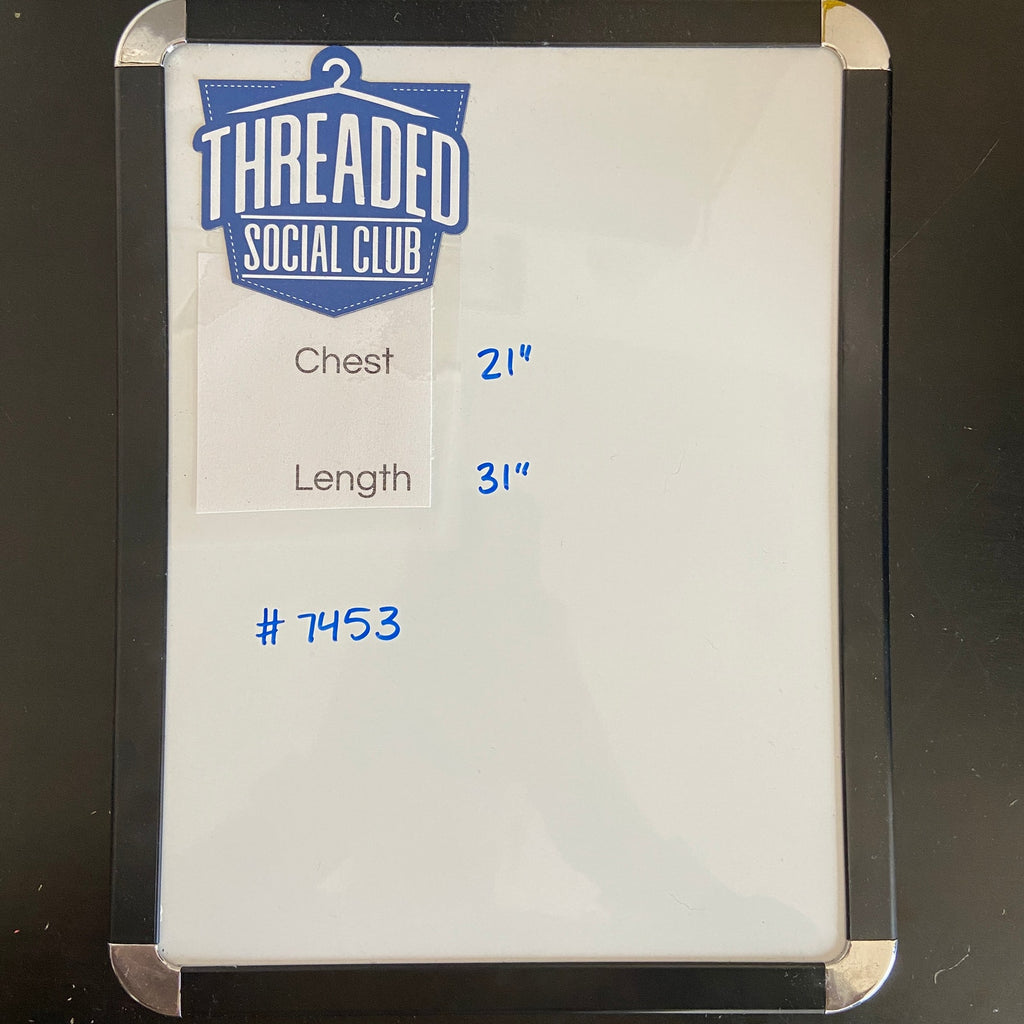 THREADED
SOCIAL CLUB
Chest 21"
Length 31"
# 7453